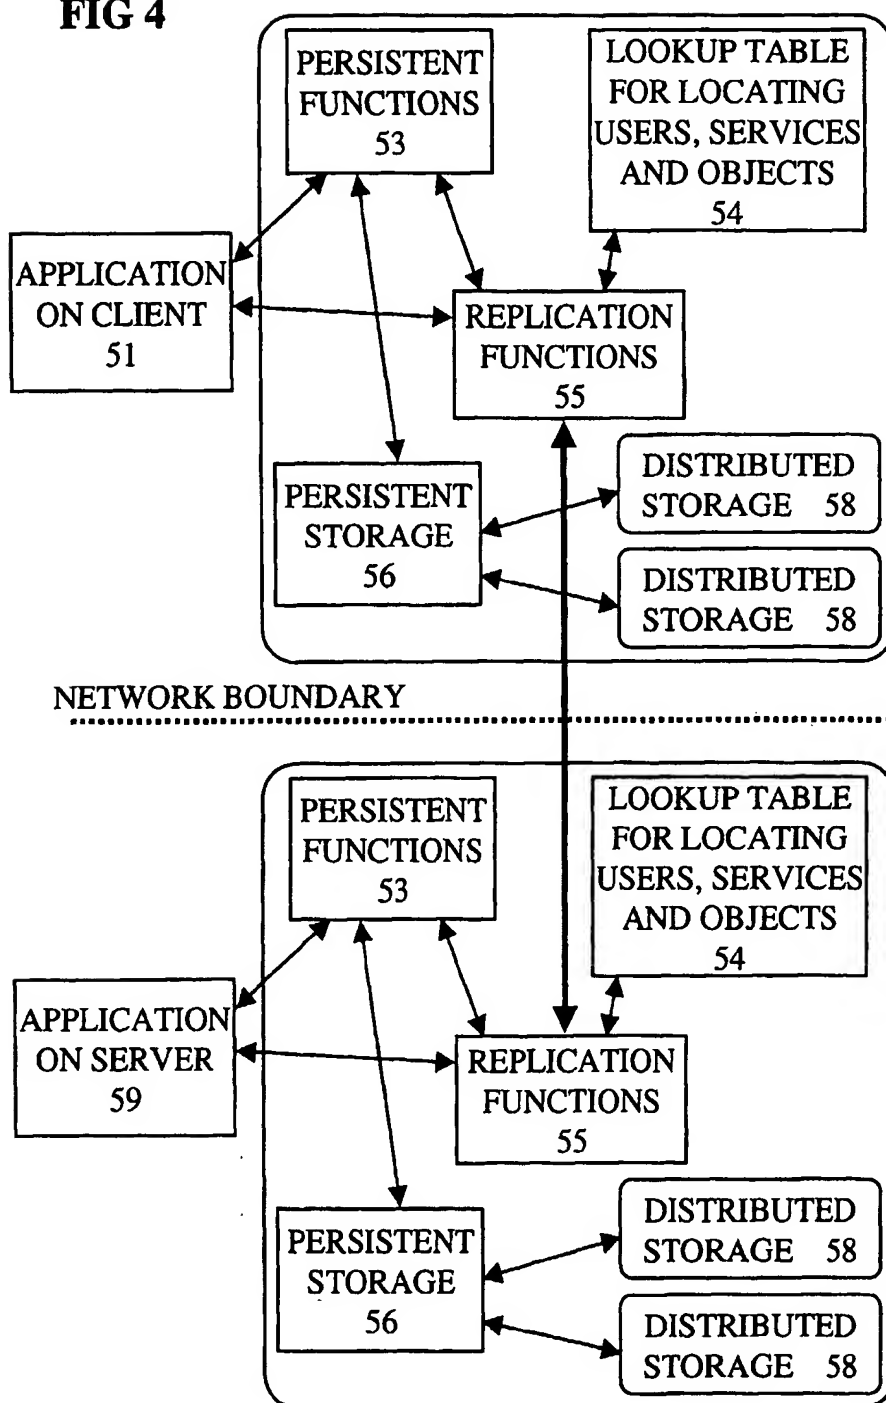 FIG 4
PERSISTENT
FUNCTIONS
53
LOOKUP TABLE
FOR LOCATING
USERS, SERVICES
AND OBJECTS
54
APPLICATION
ON CLIENT
51
REPLICATION
FUNCTIONS
55
PERSISTENT
STORAGE
56
DISTRIBUTED
STORAGE 58
DISTRIBUTED
STORAGE 58
NETWORK BOUNDARY
PERSISTENT
FUNCTIONS
53
LOOKUP TABLE
FOR LOCATING
USERS, SERVICES
AND OBJECTS
54
APPLICATION
ON SERVER
59
REPLICATION
FUNCTIONS
55
PERSISTENT
STORAGE
56
DISTRIBUTED
STORAGE 58
DISTRIBUTED
STORAGE 58